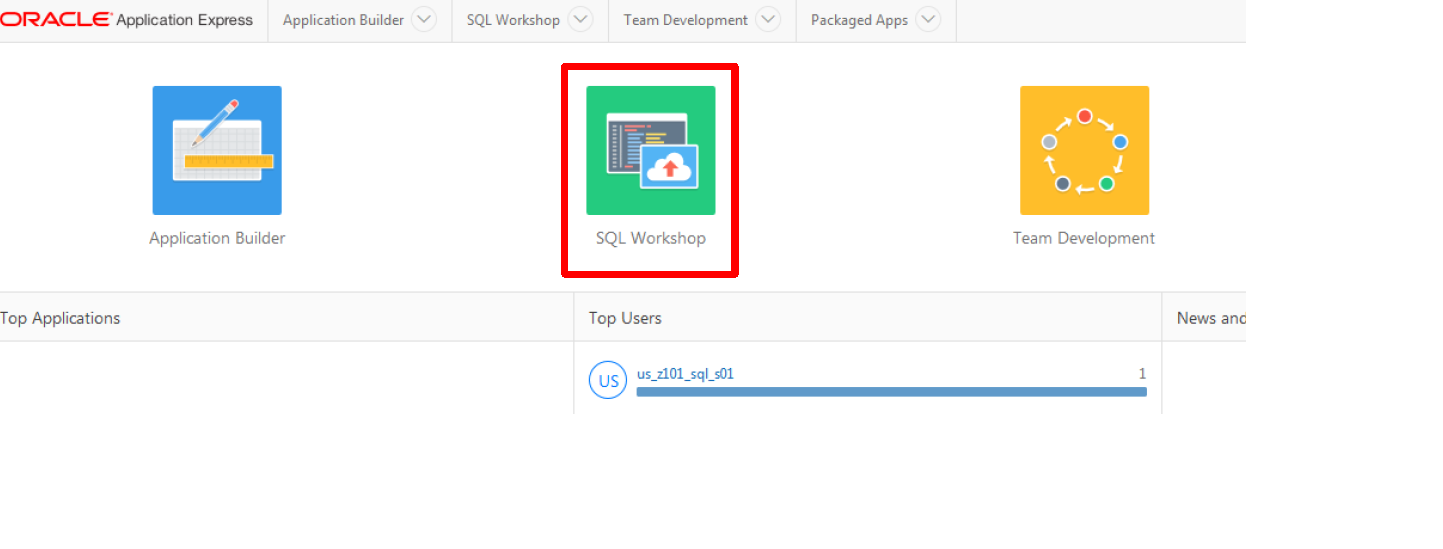 ORACLE Application Express Application Builder SQL Workshop Team Development Packaged Apps
Application Builder SQL Workshop Team Development
Top Applications Top Users News and
US us_z101_sql_s01 1